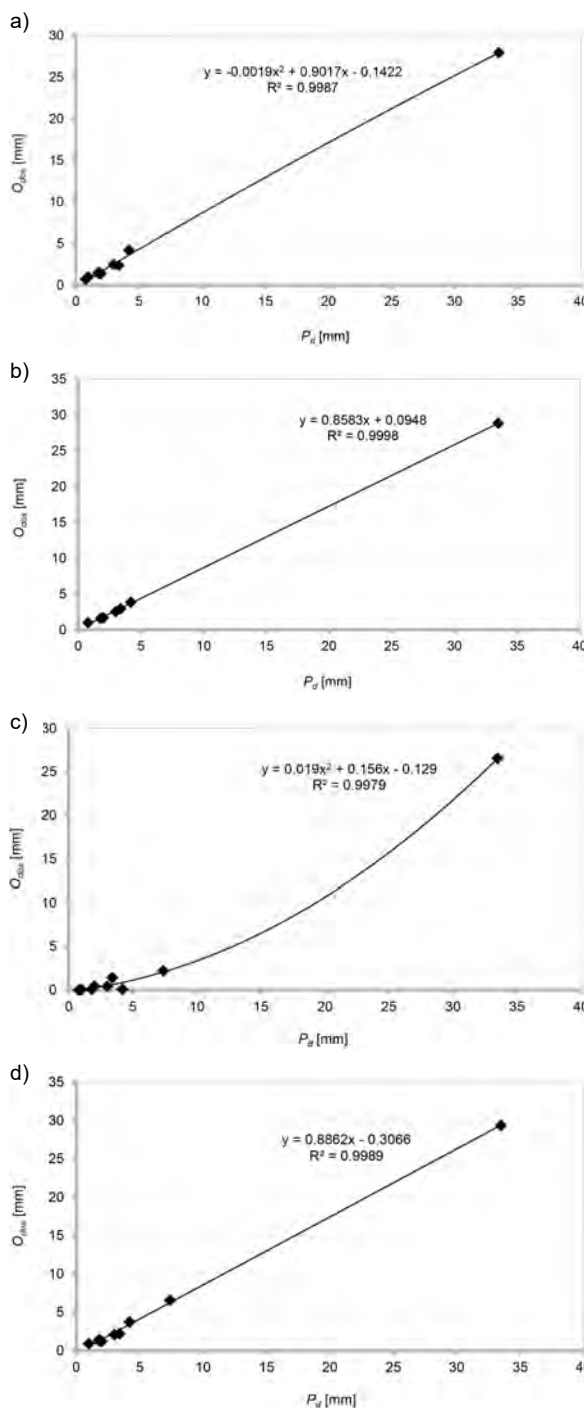 a)
30
25
20
15
10
5
0
y = -0.0019x² + 0.9017x - 0.1422
R² = 0.9987
O_obs [mm]
0 5 10 15 20 25 30 35 40
P_d [mm]
b)
35
30
25
20
15
10
5
0
y = 0.8583x + 0.0948
R² = 0.9998
O_obs [mm]
0 5 10 15 20 25 30 35 40
P_d [mm]
c)
30
25
20
15
10
5
0
y = 0.019x² + 0.156x - 0.129
R² = 0.9979
O_obs [mm]
0 5 10 15 20 25 30 35 40
P_d [mm]
d)
35
30
25
20
15
10
5
0
y = 0.8862x - 0.3066
R² = 0.9989
O_obs [mm]
0 5 10 15 20 25 30 35 40
P_d [mm]